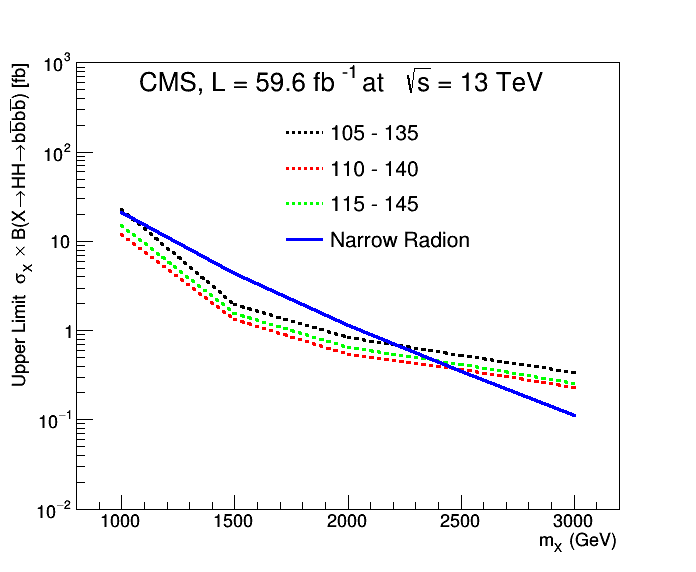 CMS, L = 59.6 fb⁻¹ at √s = 13 TeV
105 - 135
110 - 140
115 - 145
Narrow Radion
Upper Limit σ_X × B(X→HH→bb̅bb̅) [fb]
10³
10²
10
1
10⁻¹
10⁻²
1000 1500 2000 2500 3000
m_X (GeV)